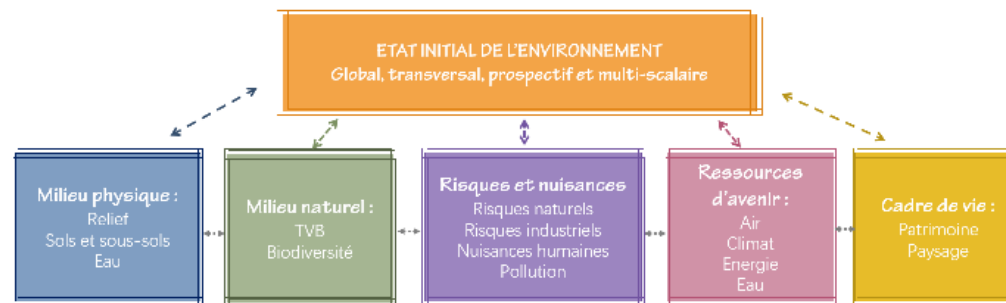 ETAT INITIAL DE L'ENVIRONNEMENT
Global, transversal, prospectif et multi-scalaire
Milieu physique :
Relief
Sols et sous-sols
Eau
Milieu naturel :
TVB
Biodiversité
Risques et nuisances
Risques naturels
Risques industriels
Nuisances humaines
Pollution
Ressources
d'avenir :
Air
Climat
Energie
Eau
Cadre de vie :
Patrimoine
Paysage